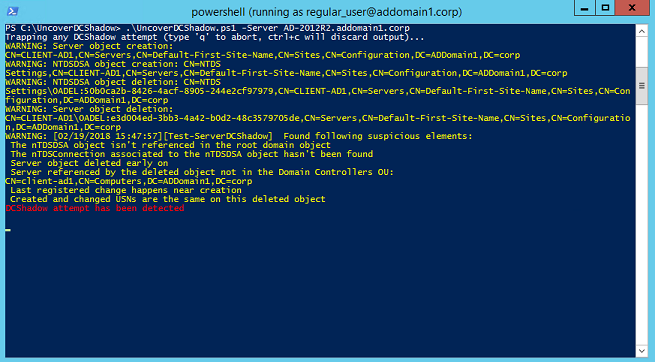 powershell (running as regular_user@addomain1.corp)
PS C:\UncoverDCShadow> .\UncoverDCShadow.ps1 -Server AD-2012R2.addomain1.corp
Trapping any DCShadow attempt (type 'q' to abort, ctrl+c will discard output)...
WARNING: Server object creation:
CN=CLIENT-AD1,CN=Servers,CN=Default-First-Site-Name,CN=Sites,CN=Configuration,DC=ADDomain1,DC=corp
WARNING: NTDSDSA object creation: CN=NTDS
Settings,CN=CLIENT-AD1,CN=Servers,CN=Default-First-Site-Name,CN=Sites,CN=Configuration,DC=ADDomain1,DC=corp
WARNING: NTDSDSA object deletion: CN=NTDS
Settings\0ADEL:50b0ca2b-8426-4acf-8905-244e2cf97979,CN=CLIENT-AD1,CN=Servers,CN=Default-First-Site-Name,CN=Sites,CN=Con
figuration,DC=ADDomain1,DC=corp
WARNING: Server object deletion:
CN=CLIENT-AD1\0ADEL:e3d004ed-3bb3-4a42-b0d2-48c3579705de,CN=Servers,CN=Default-First-Site-Name,CN=Sites,CN=Configuratio
n,DC=ADDomain1,DC=corp
WARNING: [02/19/2018 15:47:57][Test-ServerDCShadow]  Found following suspicious elements:
The nTDSDSA object isn't referenced in the root domain object
The nTDSConnection associated to the nTDSDSA object hasn't been found
Server object deleted early on
Server referenced by the deleted object not in the Domain Controllers OU:
CN=client-ad1,CN=Computers,DC=ADDomain1,DC=corp
Last registered change happens near creation
Created and changed USNs are the same on this deleted object
DCShadow attempt has been detected